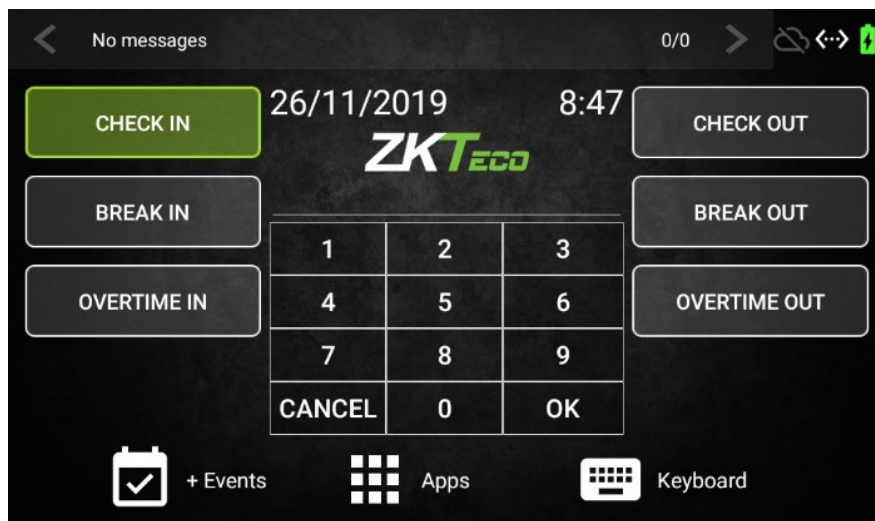 No messages 0/0
26/11/2019 8:47
CHECK IN
CHECK OUT
ZKTECO
BREAK IN
BREAK OUT
1 2 3
OVERTIME IN
OVERTIME OUT
4 5 6
7 8 9
CANCEL 0 OK
+ Events Apps Keyboard